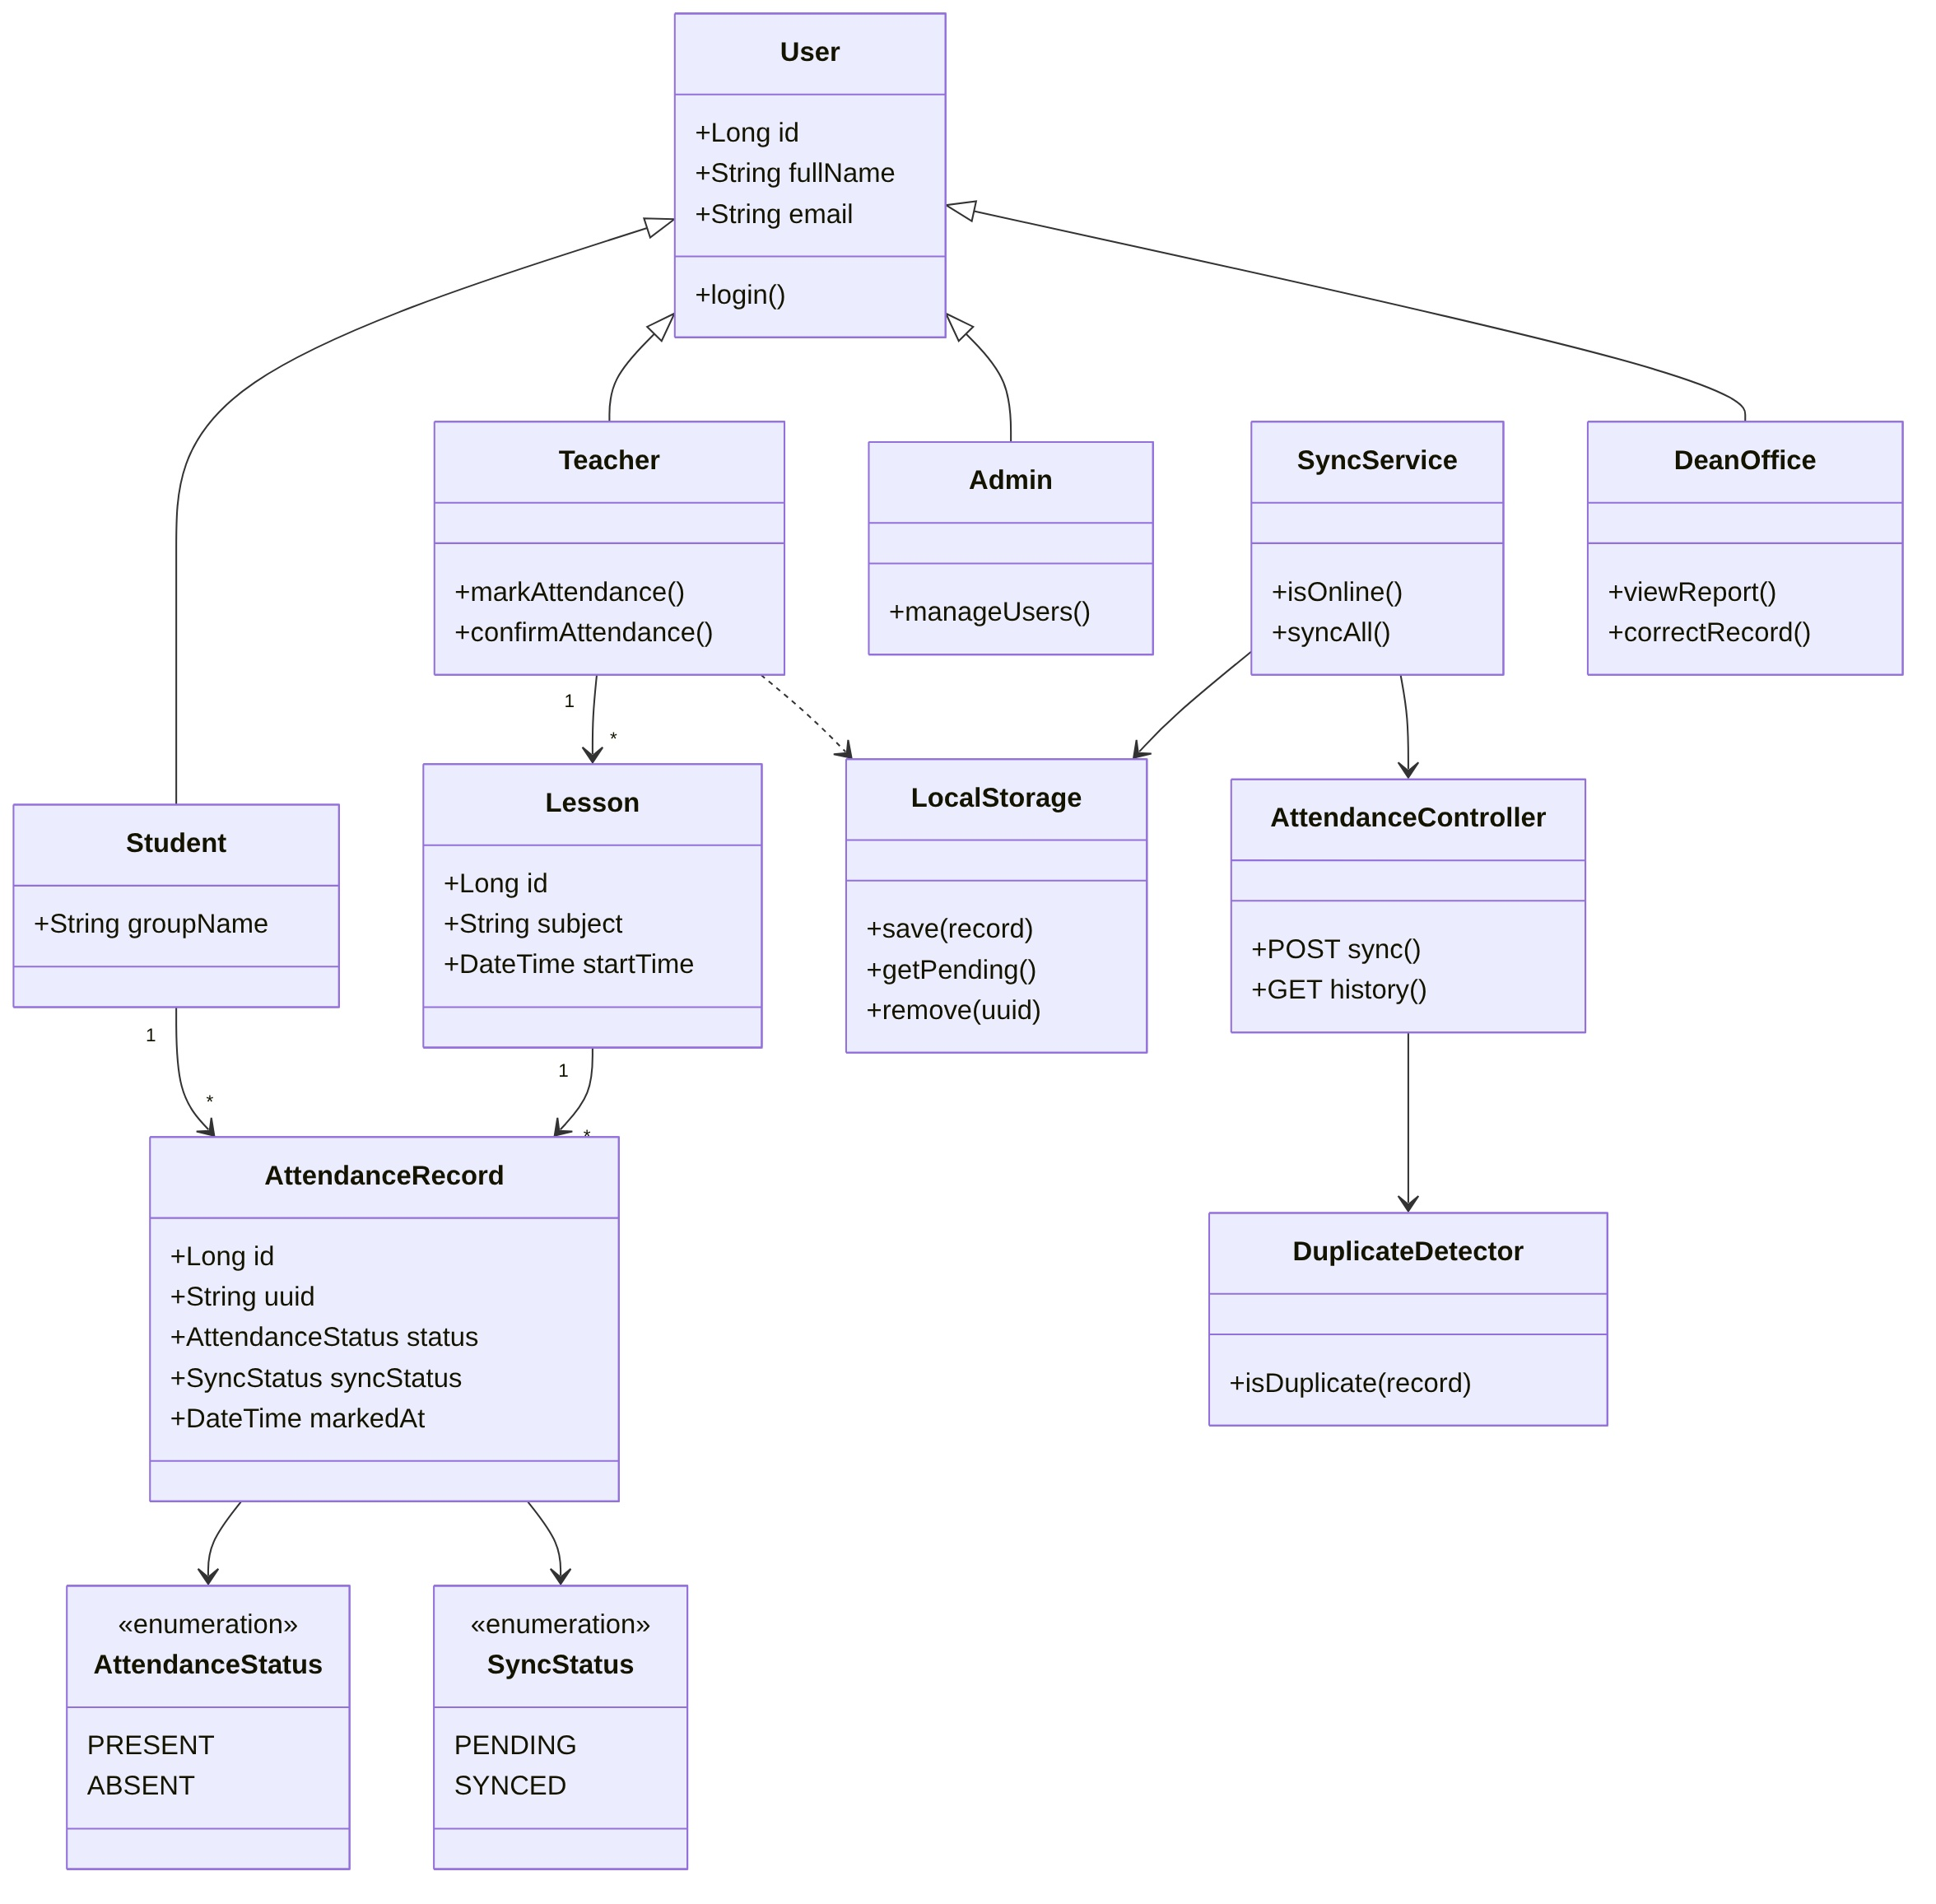 User
+Long id
+String fullName
+String email
+login()
Teacher
+markAttendance()
+confirmAttendance()
Admin
+manageUsers()
SyncService
+isOnline()
+syncAll()
DeanOffice
+viewReport()
+correctRecord()
1
*
Student
+String groupName
Lesson
+Long id
+String subject
+DateTime startTime
LocalStorage
+save(record)
+getPending()
+remove(uuid)
AttendanceController
+POST sync()
+GET history()
1
*
1
*
AttendanceRecord
+Long id
+String uuid
+AttendanceStatus status
+SyncStatus syncStatus
+DateTime markedAt
DuplicateDetector
+isDuplicate(record)
«enumeration»
AttendanceStatus
PRESENT
ABSENT
«enumeration»
SyncStatus
PENDING
SYNCED